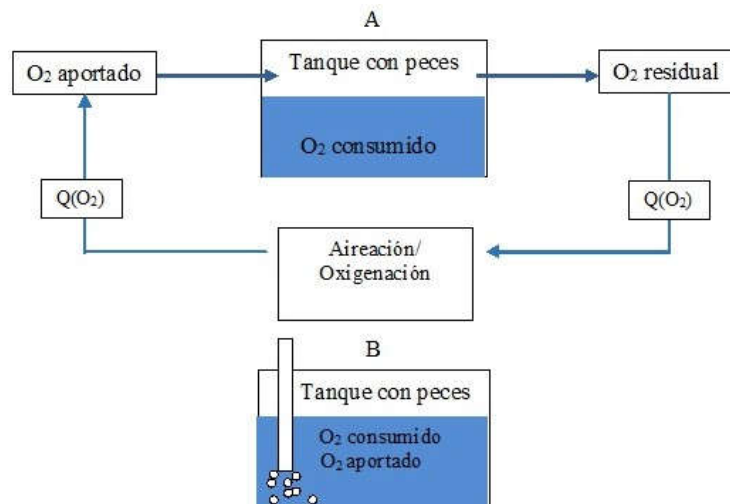 A
O₂ aportado
Tanque con peces
O₂ residual
O₂ consumido
Q(O₂)
Q(O₂)
Aireación/
Oxigenación
B
Tanque con peces
O₂ consumido
O₂ aportado